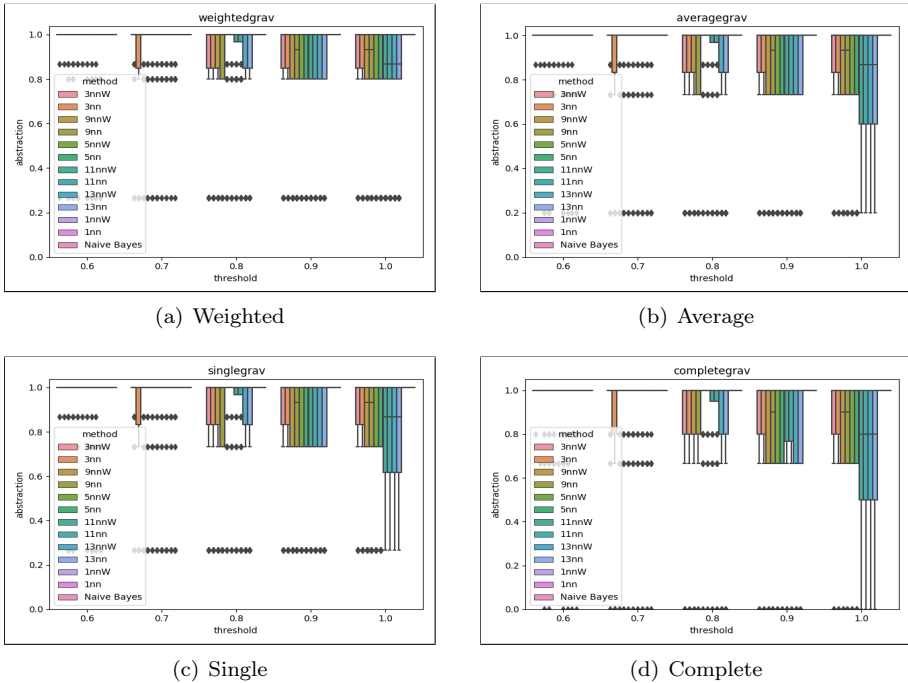 weightedgrav
1.0
0.8
0.6
0.4
0.2
0.0
abstraction
method
3nnW
3nn
9nnW
9nn
5nnW
5nn
11nnW
11nn
13nnW
13nn
1nnW
1nn
Naive Bayes
0.6 0.7 0.8 0.9 1.0
threshold
(a) Weighted
averagegrav
1.0
0.8
0.6
0.4
0.2
0.0
abstraction
method
3nnW
3nn
9nnW
9nn
5nnW
5nn
11nnW
11nn
13nnW
13nn
1nnW
1nn
Naive Bayes
0.6 0.7 0.8 0.9 1.0
threshold
(b) Average
singlegrav
1.0
0.8
0.6
0.4
0.2
0.0
abstraction
method
3nnW
3nn
9nnW
9nn
5nnW
5nn
11nnW
11nn
13nnW
13nn
1nnW
1nn
Naive Bayes
0.6 0.7 0.8 0.9 1.0
threshold
(c) Single
completegrav
1.0
0.8
0.6
0.4
0.2
0.0
abstraction
method
3nnW
3nn
9nnW
9nn
5nnW
5nn
11nnW
11nn
13nnW
13nn
1nnW
1nn
Naive Bayes
0.6 0.7 0.8 0.9 1.0
threshold
(d) Complete